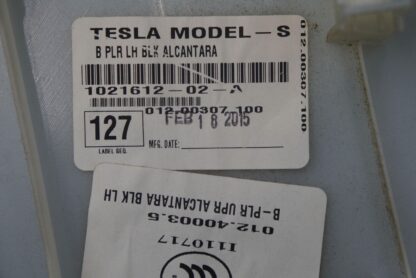 TESLA MODEL-S
B PLR LH BLK ALCANTARA
1021612-02-A
012.00307.100
FEB 18 2015
127
LABEL SEQ.
MFG. DATE:
012.00307.100
B-PLR UPR ALCANTARA BLK LH
012.40003.5
1110717
CCC